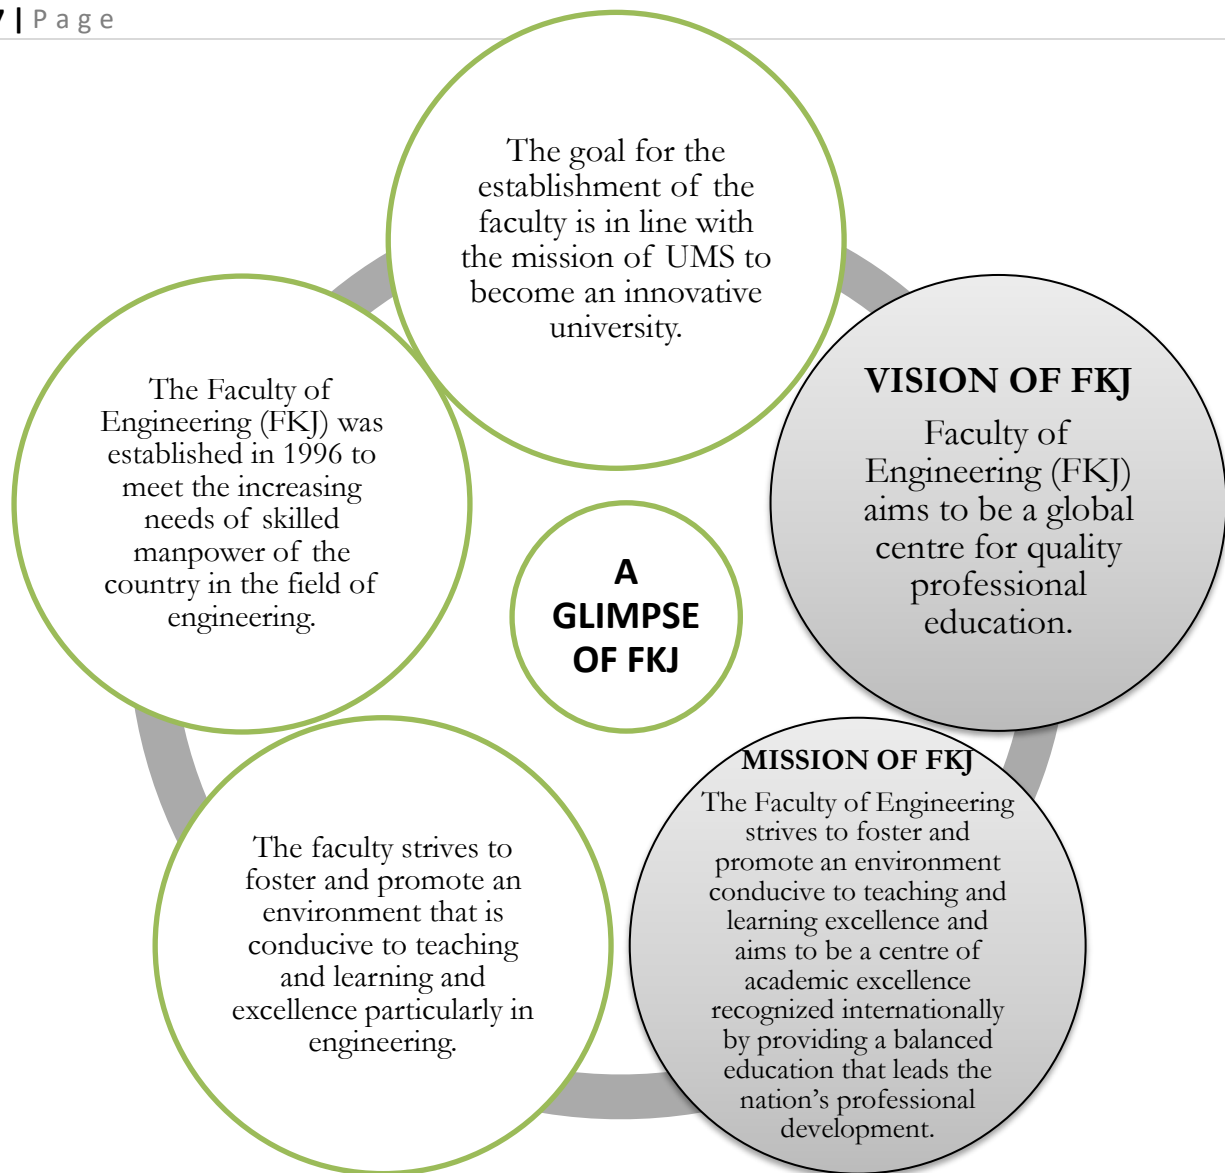 7 | Page
The goal for the
establishment of the
faculty is in line with
the mission of UMS to
become an innovative
university.
VISION OF FKJ
Faculty of
Engineering (FKJ)
aims to be a global
centre for quality
professional
education.
MISSION OF FKJ
The Faculty of Engineering
strives to foster and
promote an environment
conducive to teaching and
learning excellence and
aims to be a centre of
academic excellence
recognized internationally
by providing a balanced
education that leads the
nation’s professional
development.
The faculty strives to
foster and promote an
environment that is
conducive to teaching
and learning and
excellence particularly in
engineering.
The Faculty of
Engineering (FKJ) was
established in 1996 to
meet the increasing
needs of skilled
manpower of the
country in the field of
engineering.
A
GLIMPSE
OF FKJ